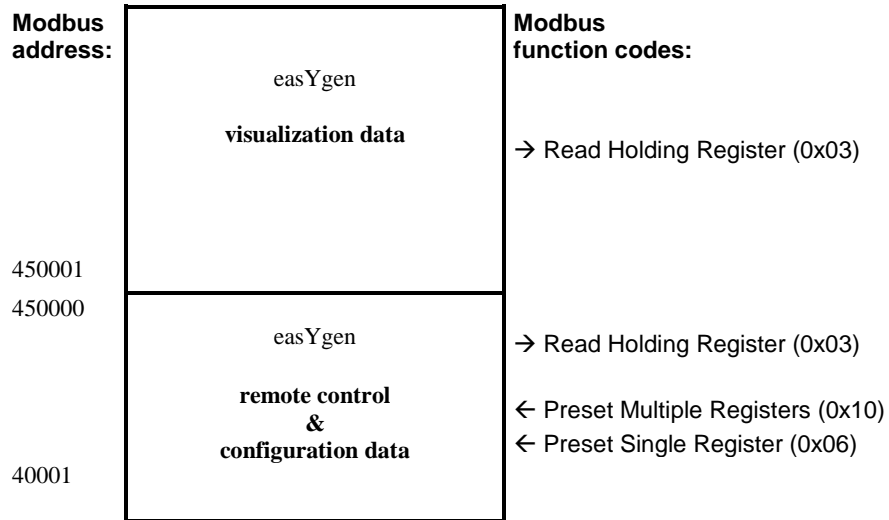 Modbus
address:
Modbus
function codes:
easYgen
visualization data
→ Read Holding Register (0x03)
450001
450000
easYgen
→ Read Holding Register (0x03)
remote control
&
configuration data
← Preset Multiple Registers (0x10)
← Preset Single Register (0x06)
40001